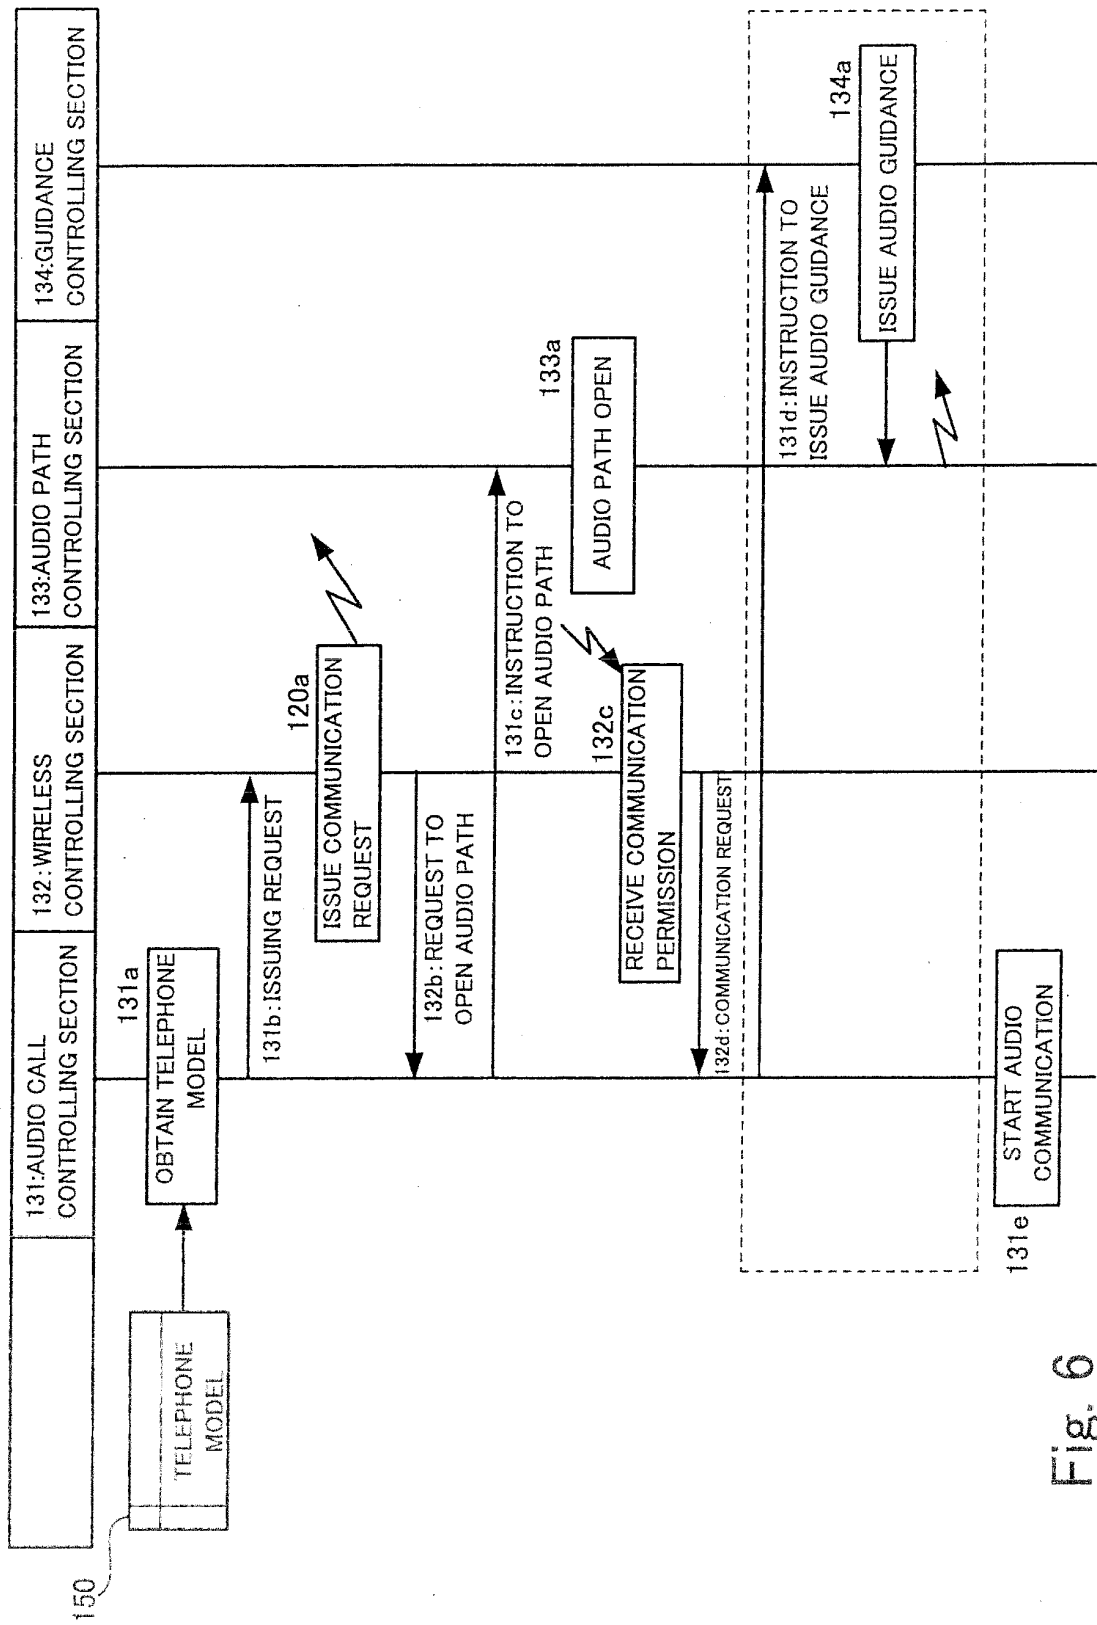 131:AUDIO CALL
CONTROLLING SECTION
132:WIRELESS
CONTROLLING SECTION
133:AUDIO PATH
CONTROLLING SECTION
134:GUIDANCE
CONTROLLING SECTION
150
TELEPHONE
MODEL
131a
OBTAIN TELEPHONE
MODEL
131b:ISSUING REQUEST
120a
ISSUE COMMUNICATION
REQUEST
132b:REQUEST TO
OPEN AUDIO PATH
131c:INSTRUCTION TO
OPEN AUDIO PATH
133a
AUDIO PATH OPEN
132c
RECEIVE COMMUNICATION
PERMISSION
132d:COMMUNICATION REQUEST
131d:INSTRUCTION TO
ISSUE AUDIO GUIDANCE
134a
ISSUE AUDIO GUIDANCE
131e
START AUDIO
COMMUNICATION
Fig. 6